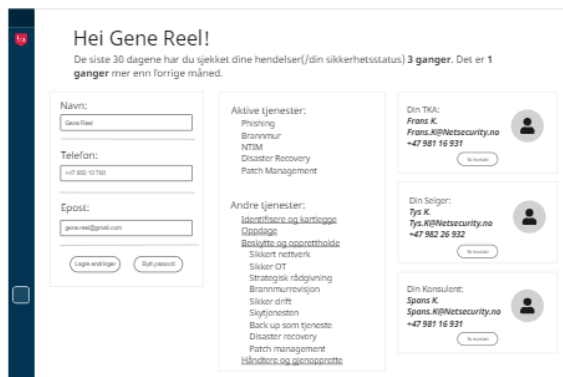 Hei Gene Reel!
De siste 30 dagene har du sjekket dine hendelser(/din sikkerhetsstatus) 3 ganger. Det er 1
ganger mer enn forrige måned.
Navn:
Gene Reel
Telefon:
+47 950 10 760
Epost:
gene.reel@gmail.com
Lagre endringer
Bytt passord
Aktive tjenester:
Phishing
Brannmur
NTIM
Disaster Recovery
Patch Management
Andre tjenester:
Identifisere og kartlegge
Oppdage
Beskytte og opprettholde
Sikkert nettverk
Sikker OT
Strategisk rådgivning
Brannmurrevisjon
Sikker drift
Skytjenesten
Back up som tjeneste
Disaster recovery
Patch management
Håndtere og gjenopprette
Din TKA:
Frans K.
Frans.K@Netsecurity.no
+47 981 16 931
Ta kontakt
Din Selger:
Tys K.
Tys.K@Netsecurity.no
+47 982 26 932
Ta kontakt
Din Konsulent:
Spans K.
Spans.K@Netsecurity.no
+47 981 16 931
Ta kontakt